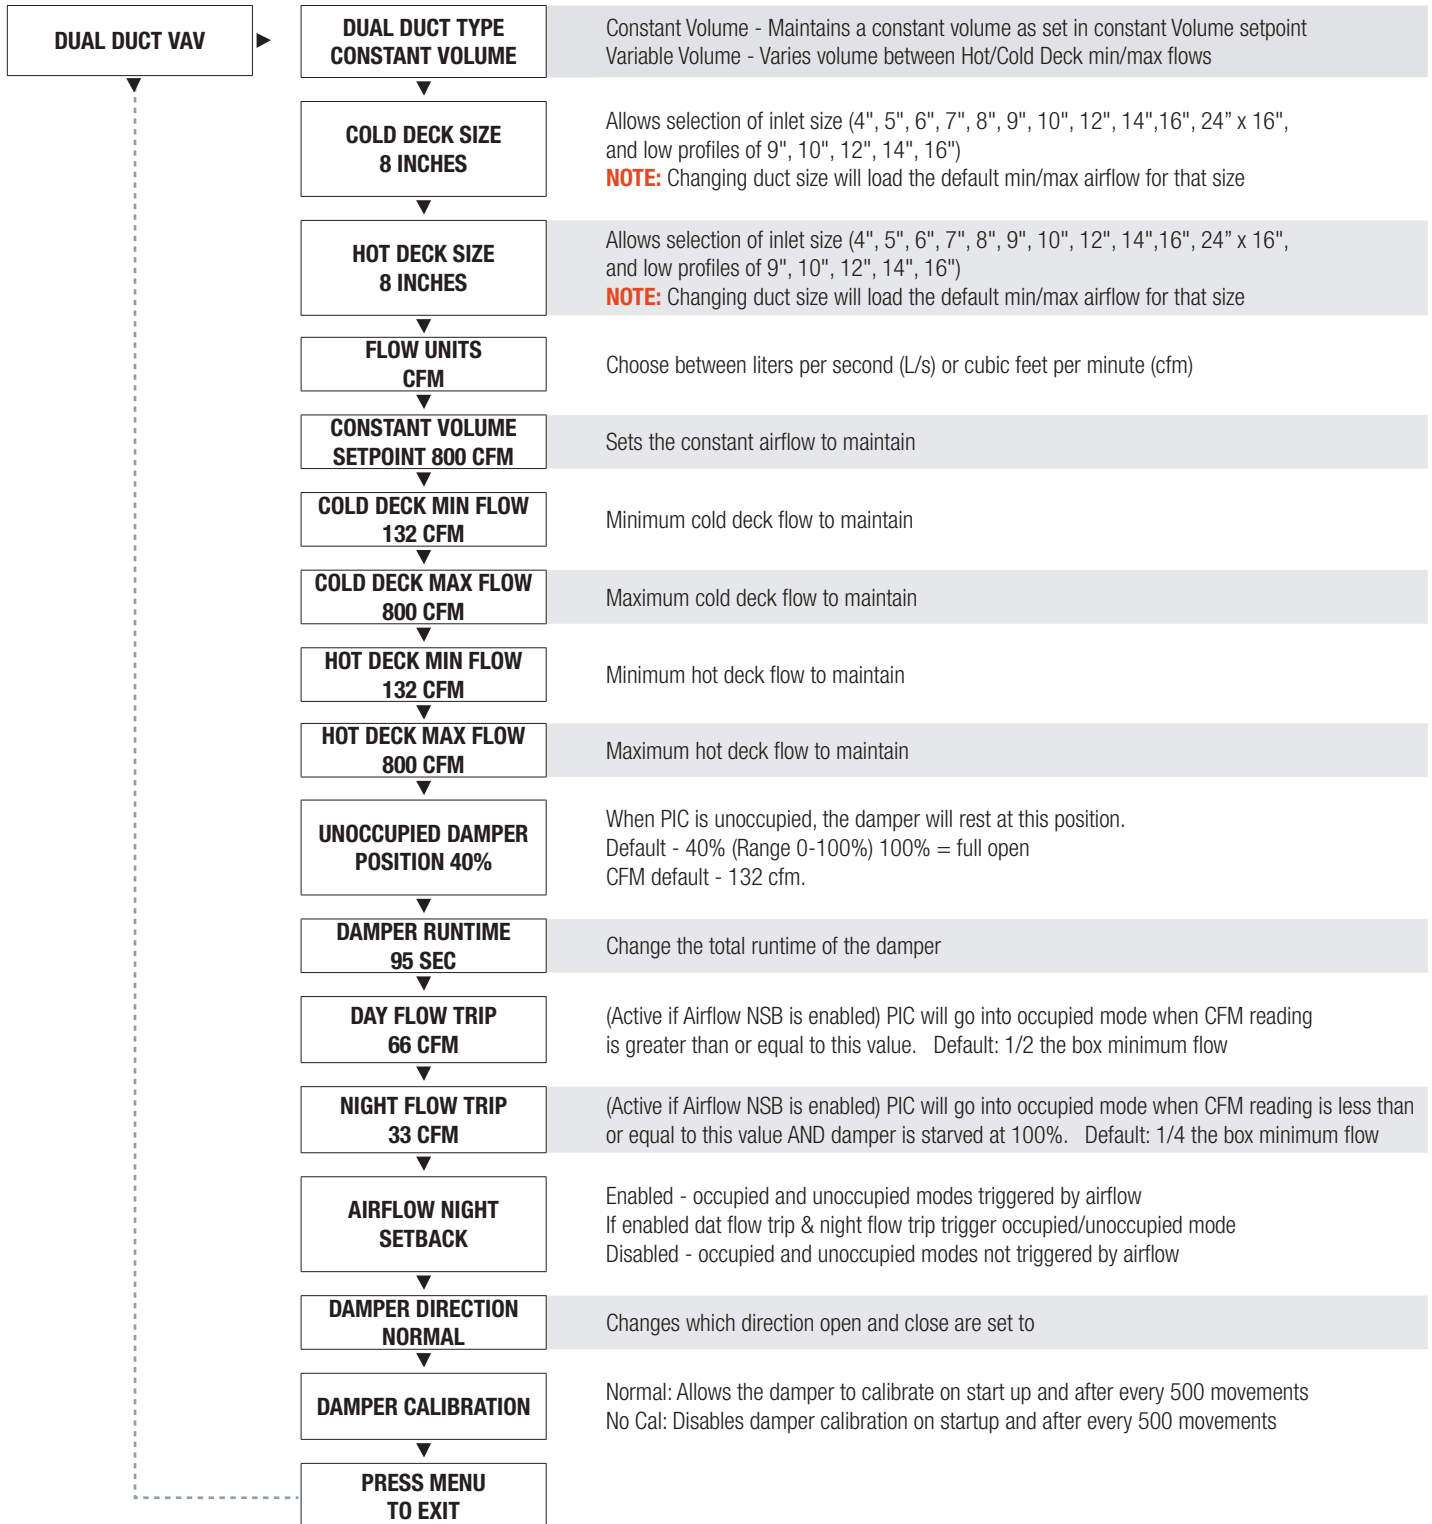 DUAL DUCT VAV
DUAL DUCT TYPE
CONSTANT VOLUME
Constant Volume - Maintains a constant volume as set in constant Volume setpoint
Variable Volume - Varies volume between Hot/Cold Deck min/max flows
COLD DECK SIZE
8 INCHES
Allows selection of inlet size (4", 5", 6", 7", 8", 9", 10", 12", 14",16", 24” x 16",
and low profiles of 9", 10", 12", 14", 16")
NOTE: Changing duct size will load the default min/max airflow for that size
HOT DECK SIZE
8 INCHES
Allows selection of inlet size (4", 5", 6", 7", 8", 9", 10", 12", 14",16", 24” x 16",
and low profiles of 9", 10", 12", 14", 16")
NOTE: Changing duct size will load the default min/max airflow for that size
FLOW UNITS
CFM
Choose between liters per second (L/s) or cubic feet per minute (cfm)
CONSTANT VOLUME
SETPOINT 800 CFM
Sets the constant airflow to maintain
COLD DECK MIN FLOW
132 CFM
Minimum cold deck flow to maintain
COLD DECK MAX FLOW
800 CFM
Maximum cold deck flow to maintain
HOT DECK MIN FLOW
132 CFM
Minimum hot deck flow to maintain
HOT DECK MAX FLOW
800 CFM
Maximum hot deck flow to maintain
UNOCCUPIED DAMPER
POSITION 40%
When PIC is unoccupied, the damper will rest at this position.
Default - 40% (Range 0-100%) 100% = full open
CFM default - 132 cfm.
DAMPER RUNTIME
95 SEC
Change the total runtime of the damper
DAY FLOW TRIP
66 CFM
(Active if Airflow NSB is enabled) PIC will go into occupied mode when CFM reading
is greater than or equal to this value. Default: 1/2 the box minimum flow
NIGHT FLOW TRIP
33 CFM
(Active if Airflow NSB is enabled) PIC will go into occupied mode when CFM reading is less than
or equal to this value AND damper is starved at 100%. Default: 1/4 the box minimum flow
AIRFLOW NIGHT
SETBACK
Enabled - occupied and unoccupied modes triggered by airflow
If enabled dat flow trip & night flow trip trigger occupied/unoccupied mode
Disabled - occupied and unoccupied modes not triggered by airflow
DAMPER DIRECTION
NORMAL
Changes which direction open and close are set to
DAMPER CALIBRATION
Normal: Allows the damper to calibrate on start up and after every 500 movements
No Cal: Disables damper calibration on startup and after every 500 movements
PRESS MENU
TO EXIT